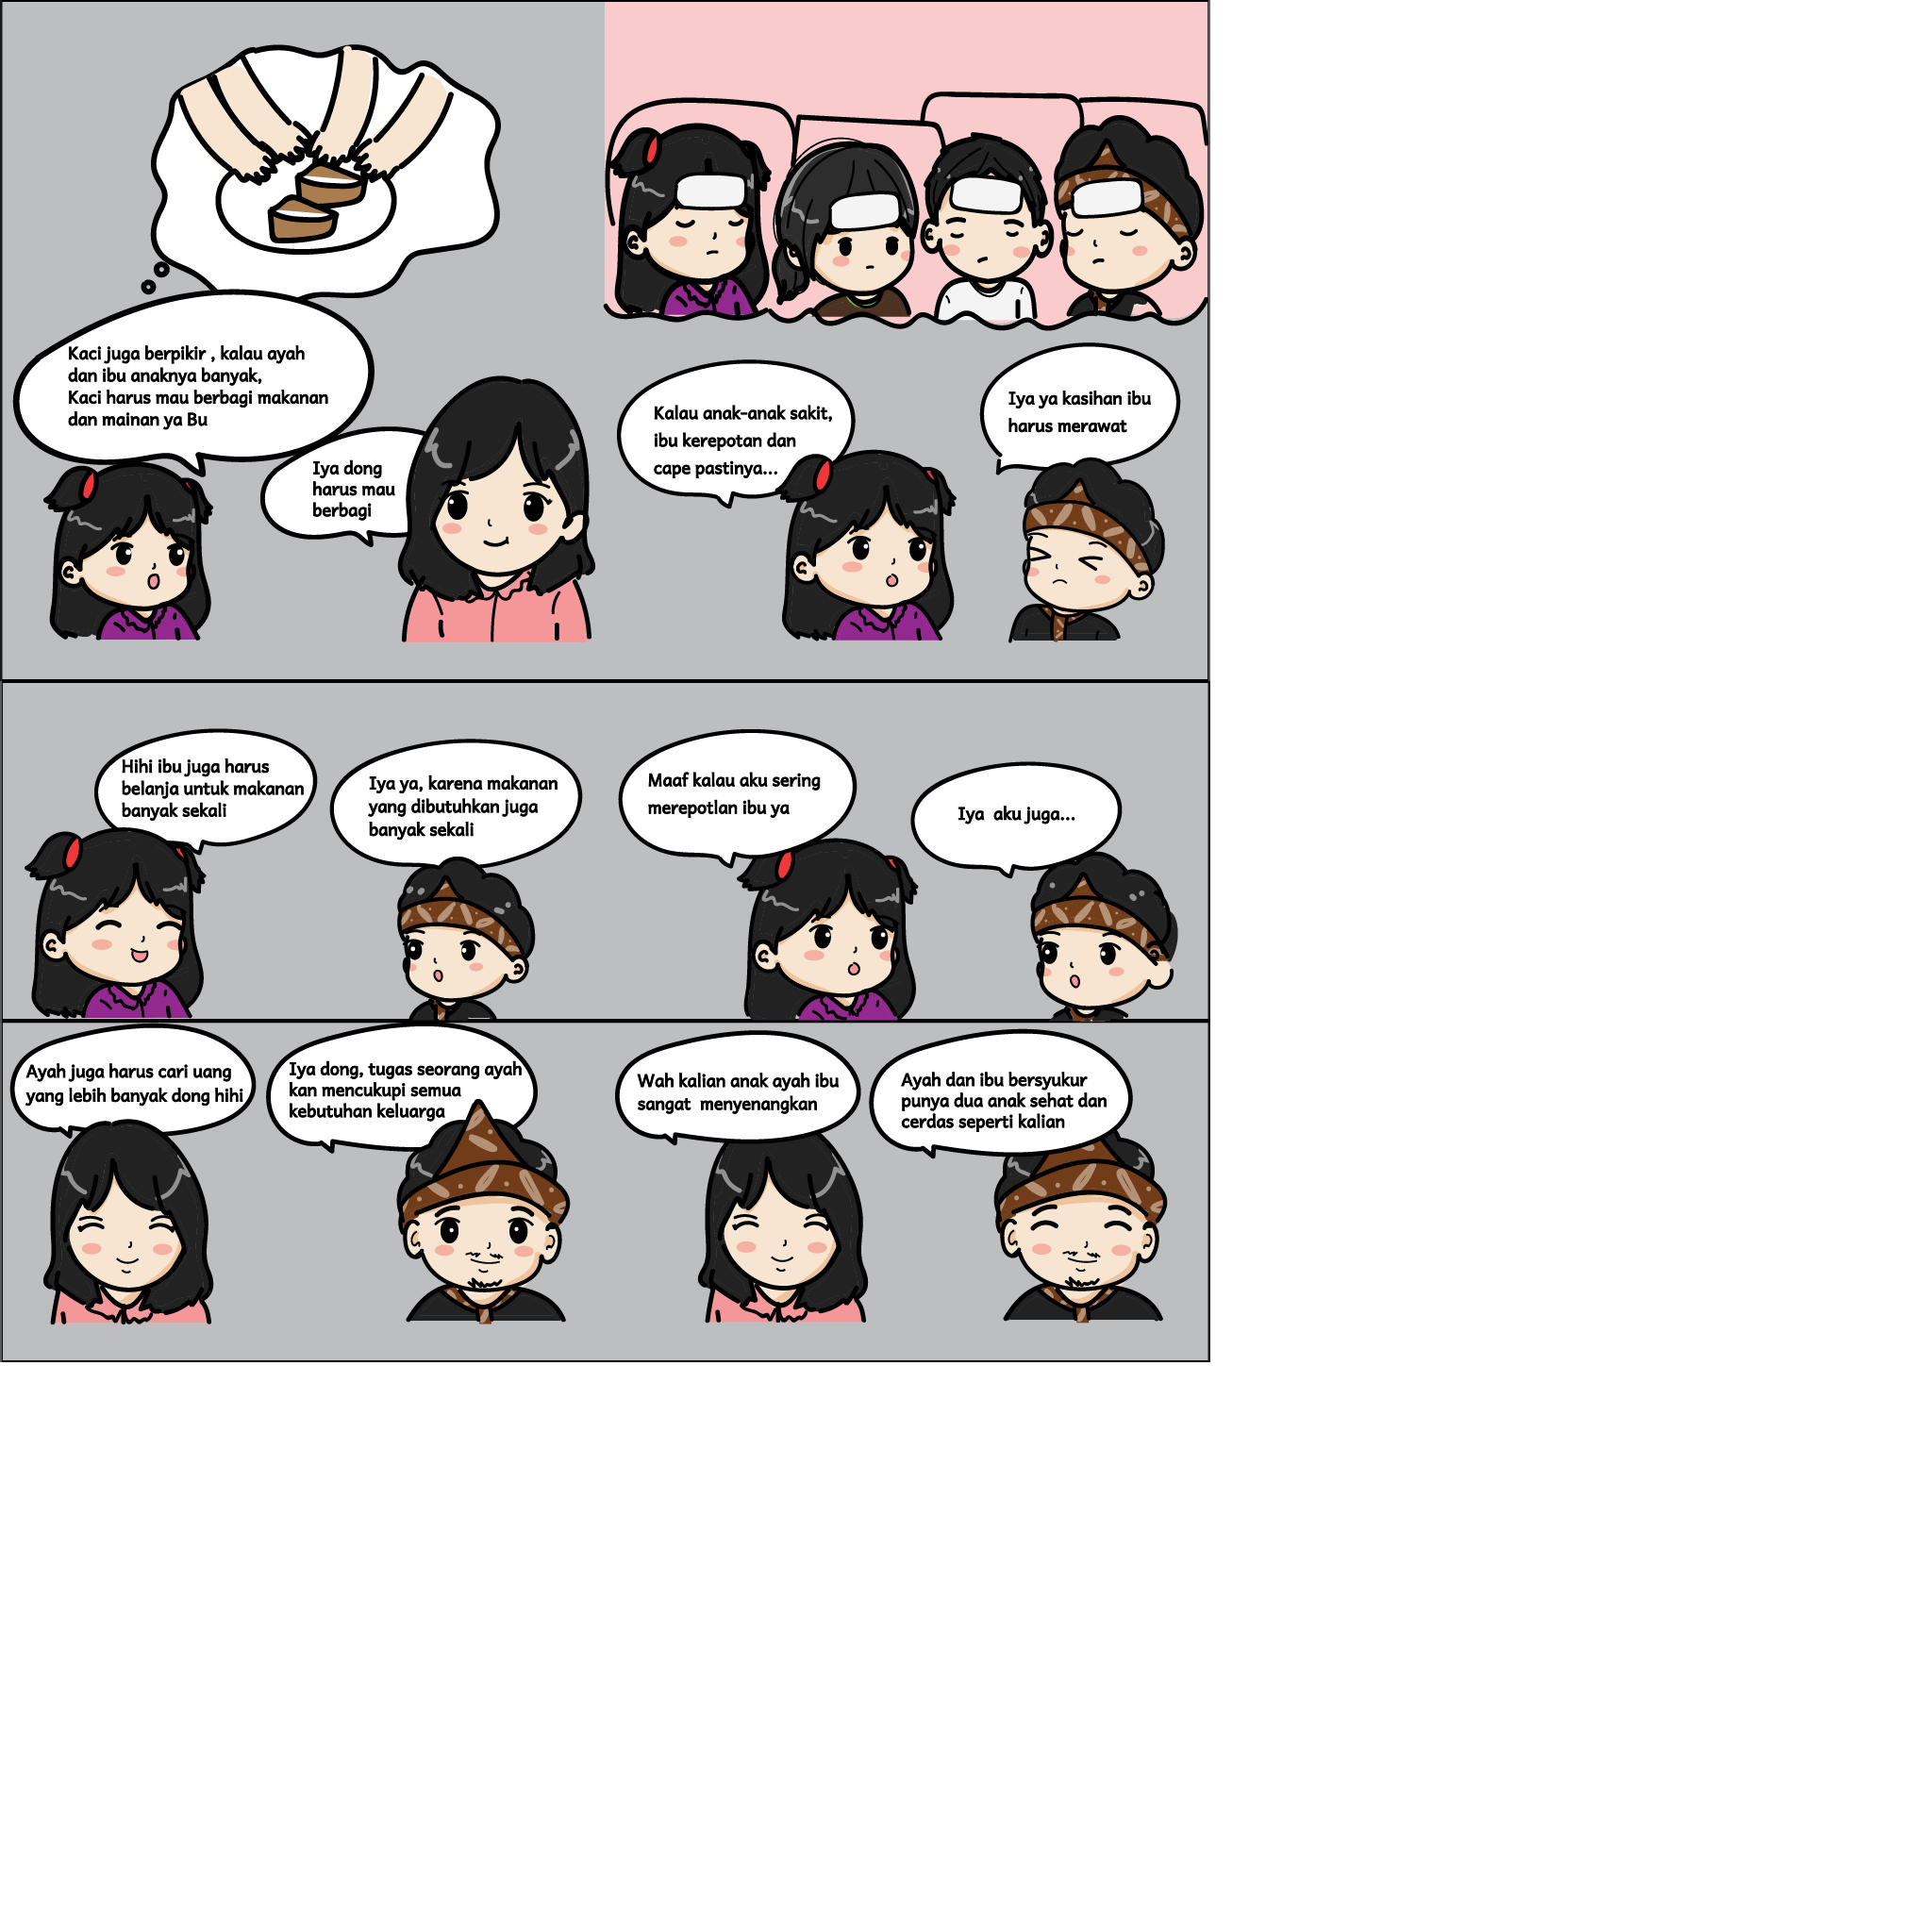 Kaci juga berpikir , kalau ayah
dan ibu anaknya banyak,
Kaci harus mau berbagi makanan
dan mainan ya Bu
Iya dong
harus mau
berbagi
Kalau anak-anak sakit,
ibu kerepotan dan
cape pastinya...
Iya ya kasihan ibu
harus merawat
Hihi ibu juga harus
belanja untuk makanan
banyak sekali
Iya ya, karena makanan
yang dibutuhkan juga
banyak sekali
Maaf kalau aku sering
merepotlan ibu ya
Iya aku juga...
Ayah juga harus cari uang
yang lebih banyak dong hihi
Iya dong, tugas seorang ayah
kan mencukupi semua
kebutuhan keluarga
Wah kalian anak ayah ibu
sangat menyenangkan
Ayah dan ibu bersyukur
punya dua anak sehat dan
cerdas seperti kalian